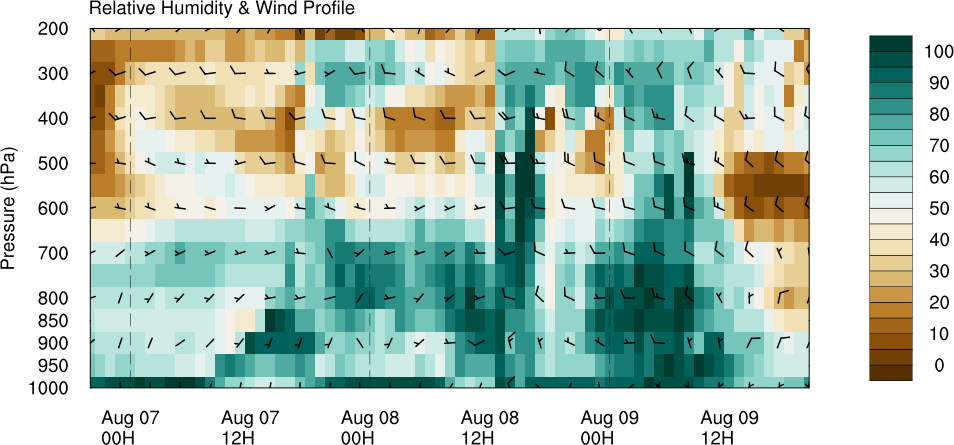 Relative Humidity & Wind Profile
Pressure (hPa)
200
300
400
500
600
700
800
850
900
950
1000
Aug 07 00H
Aug 07 12H
Aug 08 00H
Aug 08 12H
Aug 09 00H
Aug 09 12H
100
90
80
70
60
50
40
30
20
10
0